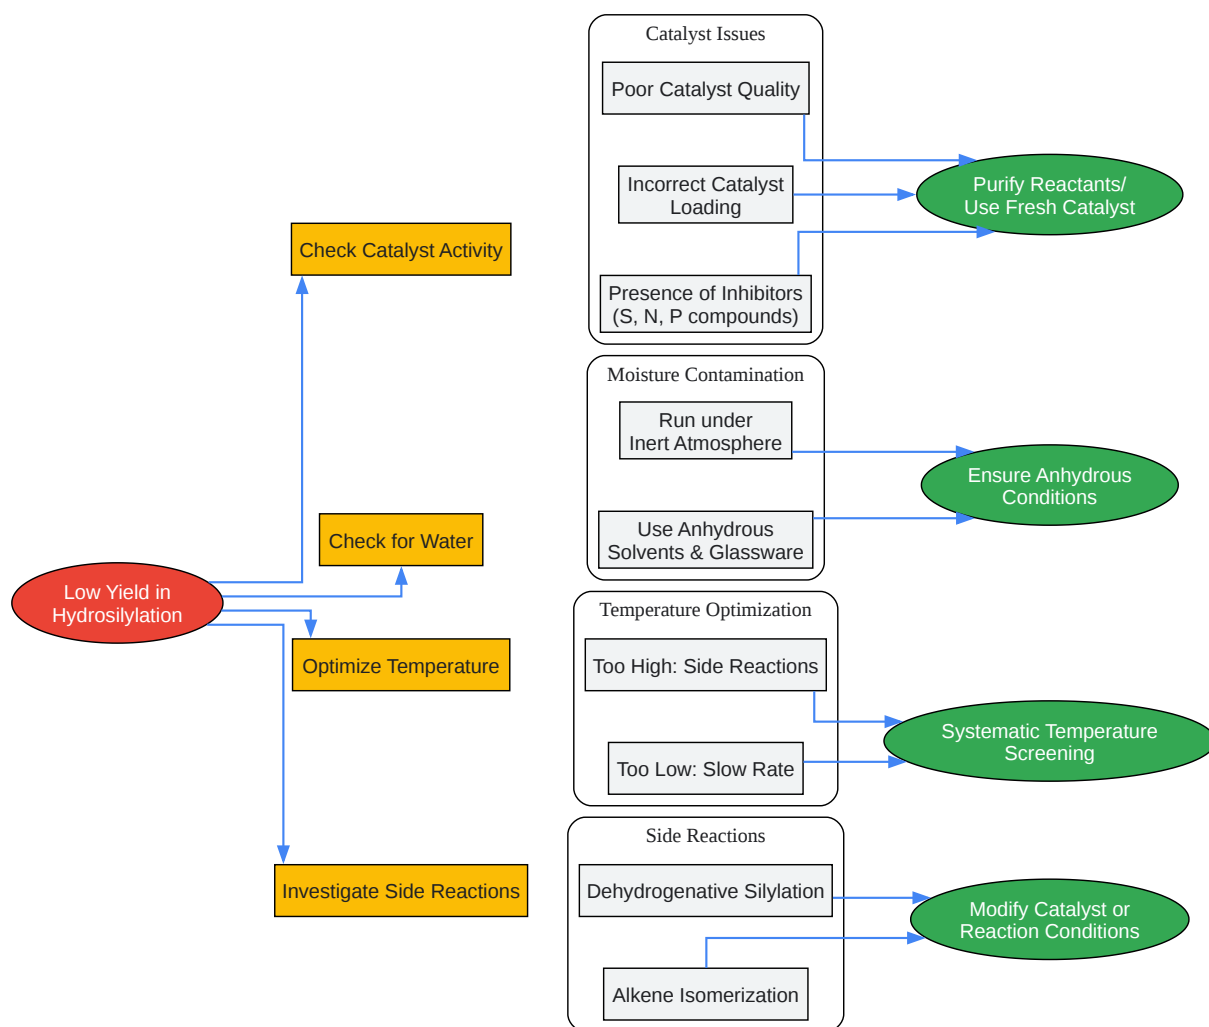 Catalyst Issues
Poor Catalyst Quality
Incorrect Catalyst
Loading
Presence of Inhibitors
(S, N, P compounds)
Purify Reactants/
Use Fresh Catalyst
Check Catalyst Activity
Moisture Contamination
Run under
Inert Atmosphere
Use Anhydrous
Solvents & Glassware
Ensure Anhydrous
Conditions
Check for Water
Low Yield in
Hydrosilylation
Optimize Temperature
Temperature Optimization
Too High: Side Reactions
Too Low: Slow Rate
Systematic Temperature
Screening
Investigate Side Reactions
Side Reactions
Dehydrogenative Silylation
Alkene Isomerization
Modify Catalyst or
Reaction Conditions